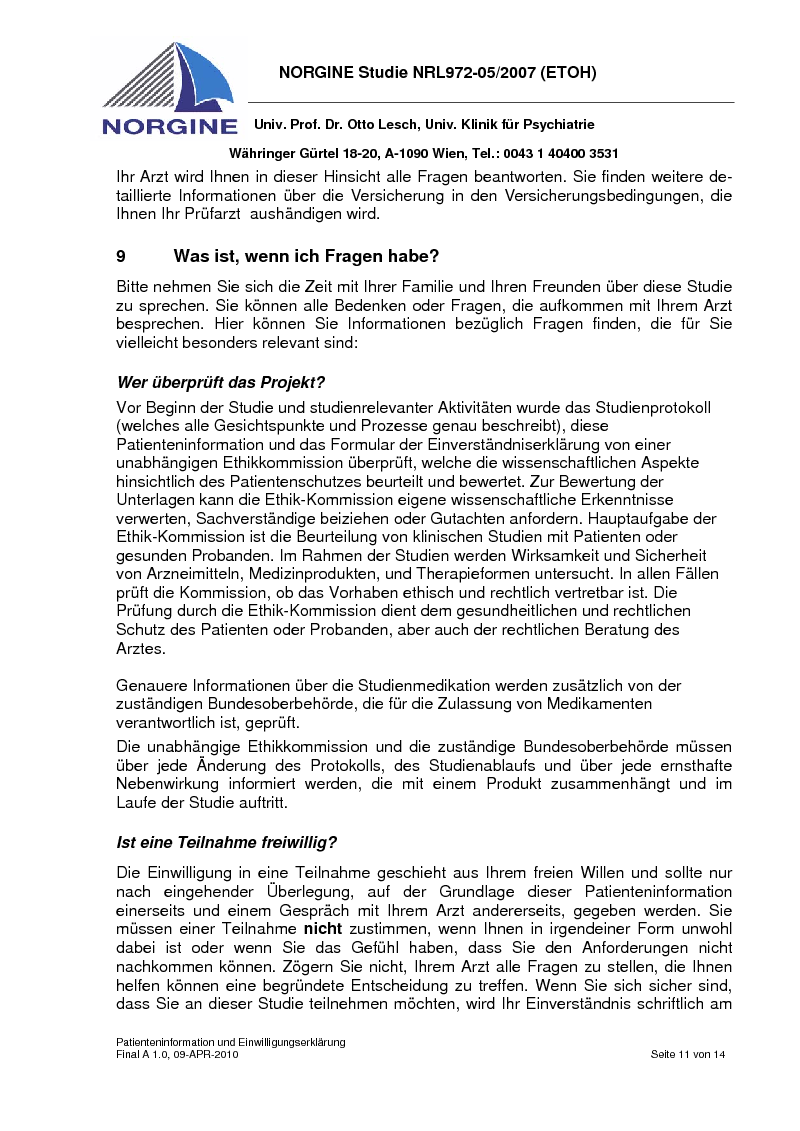 NORGINE Studie NRL972-05/2007 (ETOH)
NORGINE
Univ. Prof. Dr. Otto Lesch, Univ. Klinik für Psychiatrie
Währinger Gürtel 18-20, A-1090 Wien, Tel.: 0043 1 40400 3531
Ihr Arzt wird Ihnen in dieser Hinsicht alle Fragen beantworten. Sie finden weitere de-
taillierte Informationen über die Versicherung in den Versicherungsbedingungen, die
Ihnen Ihr Prüfarzt aushändigen wird.
9 Was ist, wenn ich Fragen habe?
Bitte nehmen Sie sich die Zeit mit Ihrer Familie und Ihren Freunden über diese Studie
zu sprechen. Sie können alle Bedenken oder Fragen, die aufkommen mit Ihrem Arzt
besprechen. Hier können Sie Informationen bezüglich Fragen finden, die für Sie
vielleicht besonders relevant sind:
Wer überprüft das Projekt?
Vor Beginn der Studie und studienrelevanter Aktivitäten wurde das Studienprotokoll
(welches alle Gesichtspunkte und Prozesse genau beschreibt), diese
Patienteninformation und das Formular der Einverständniserklärung von einer
unabhängigen Ethikkommission überprüft, welche die wissenschaftlichen Aspekte
hinsichtlich des Patientenschutzes beurteilt und bewertet. Zur Bewertung der
Unterlagen kann die Ethik-Kommission eigene wissenschaftliche Erkenntnisse
verwerten, Sachverständige beiziehen oder Gutachten anfordern. Hauptaufgabe der
Ethik-Kommission ist die Beurteilung von klinischen Studien mit Patienten oder
gesunden Probanden. Im Rahmen der Studien werden Wirksamkeit und Sicherheit
von Arzneimitteln, Medizinprodukten, und Therapieformen untersucht. In allen Fällen
prüft die Kommission, ob das Vorhaben ethisch und rechtlich vertretbar ist. Die
Prüfung durch die Ethik-Kommission dient dem gesundheitlichen und rechtlichen
Schutz des Patienten oder Probanden, aber auch der rechtlichen Beratung des
Arztes.
Genauere Informationen über die Studienmedikation werden zusätzlich von der
zuständigen Bundesoberbehörde, die für die Zulassung von Medikamenten
verantwortlich ist, geprüft.
Die unabhängige Ethikkommission und die zuständige Bundesoberbehörde müssen
über jede Änderung des Protokolls, des Studienablaufs und über jede ernsthafte
Nebenwirkung informiert werden, die mit einem Produkt zusammenhängt und im
Laufe der Studie auftritt.
Ist eine Teilnahme freiwillig?
Die Einwilligung in eine Teilnahme geschieht aus Ihrem freien Willen und sollte nur
nach eingehender Überlegung, auf der Grundlage dieser Patienteninformation
einerseits und einem Gespräch mit Ihrem Arzt andererseits, gegeben werden. Sie
müssen einer Teilnahme nicht zustimmen, wenn Ihnen in irgendeiner Form unwohl
dabei ist oder wenn Sie das Gefühl haben, dass Sie den Anforderungen nicht
nachkommen können. Zögern Sie nicht, Ihrem Arzt alle Fragen zu stellen, die Ihnen
helfen können eine begründete Entscheidung zu treffen. Wenn Sie sich sicher sind,
dass Sie an dieser Studie teilnehmen möchten, wird Ihr Einverständnis schriftlich am
Patienteninformation und Einwilligungserklärung
Final A 1.0, 09-APR-2010 Seite 11 von 14